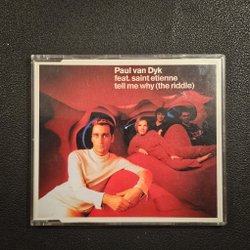 Paul van Dyk
feat. saint etienne
tell me why (the riddle)